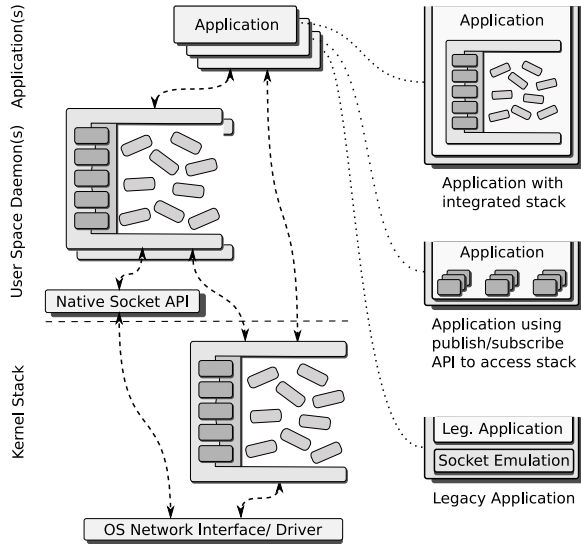 Application(s)
User Space Daemon(s)
Kernel Stack
Application
Native Socket API
OS Network Interface/ Driver
Application
Application with
integrated stack
Application
Application using
publish/subscribe
API to access stack
Leg. Application
Socket Emulation
Legacy Application